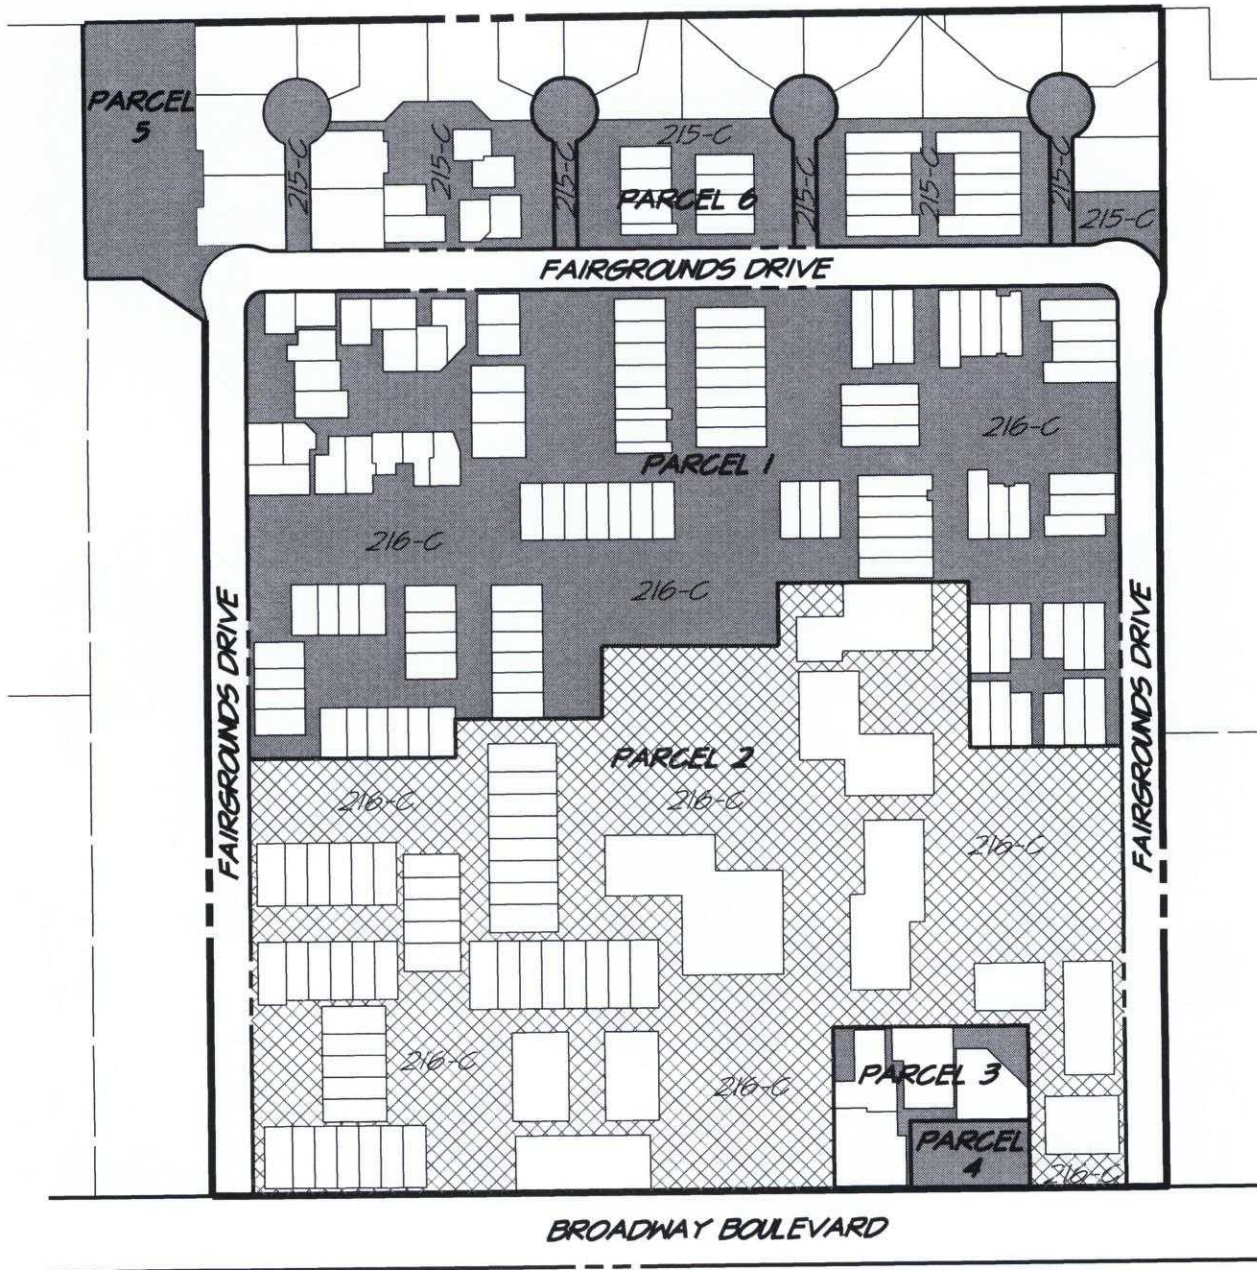 PARCEL
5
215-C
215-C
215-C
215-C
215-C
215-C
215-C
PARCEL 6
215-C
FAIRGROUNDS DRIVE
216-C
PARCEL 1
216-C
216-C
FAIRGROUNDS DRIVE
FAIRGROUNDS DRIVE
PARCEL 2
216-C
216-C
216-C
216-C
216-C
PARCEL 3
PARCEL
4
216-C
BROADWAY BOULEVARD